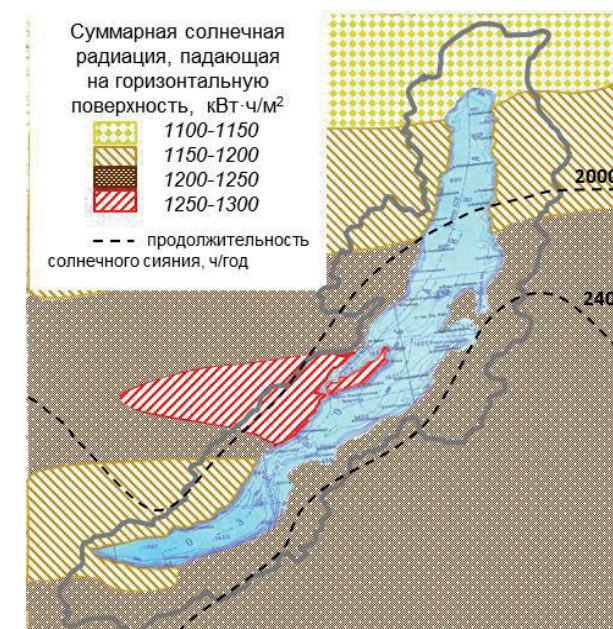 Суммарная солнечная
радиация, падающая
на горизонтальную
поверхность, кВт·ч/м²
1100-1150
1150-1200
1200-1250
1250-1300
продолжительность
солнечного сияния, ч/год
2000
240